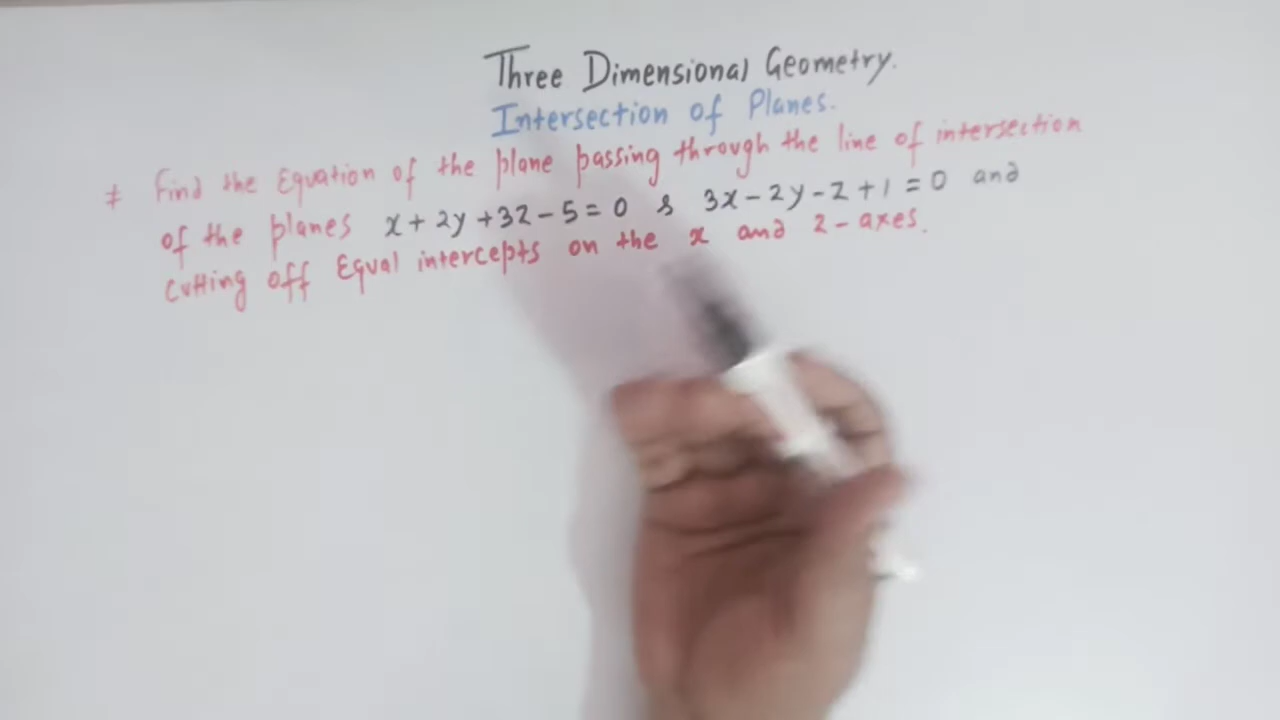 Three Dimensional Geometry.
Intersection of Planes.
# Find the Equation of the plane passing through the line of intersection
of the planes x + 2y + 3z - 5 = 0 & 3x - 2y - z + 1 = 0 and
cutting off Equal intercepts on the x and z - axes.